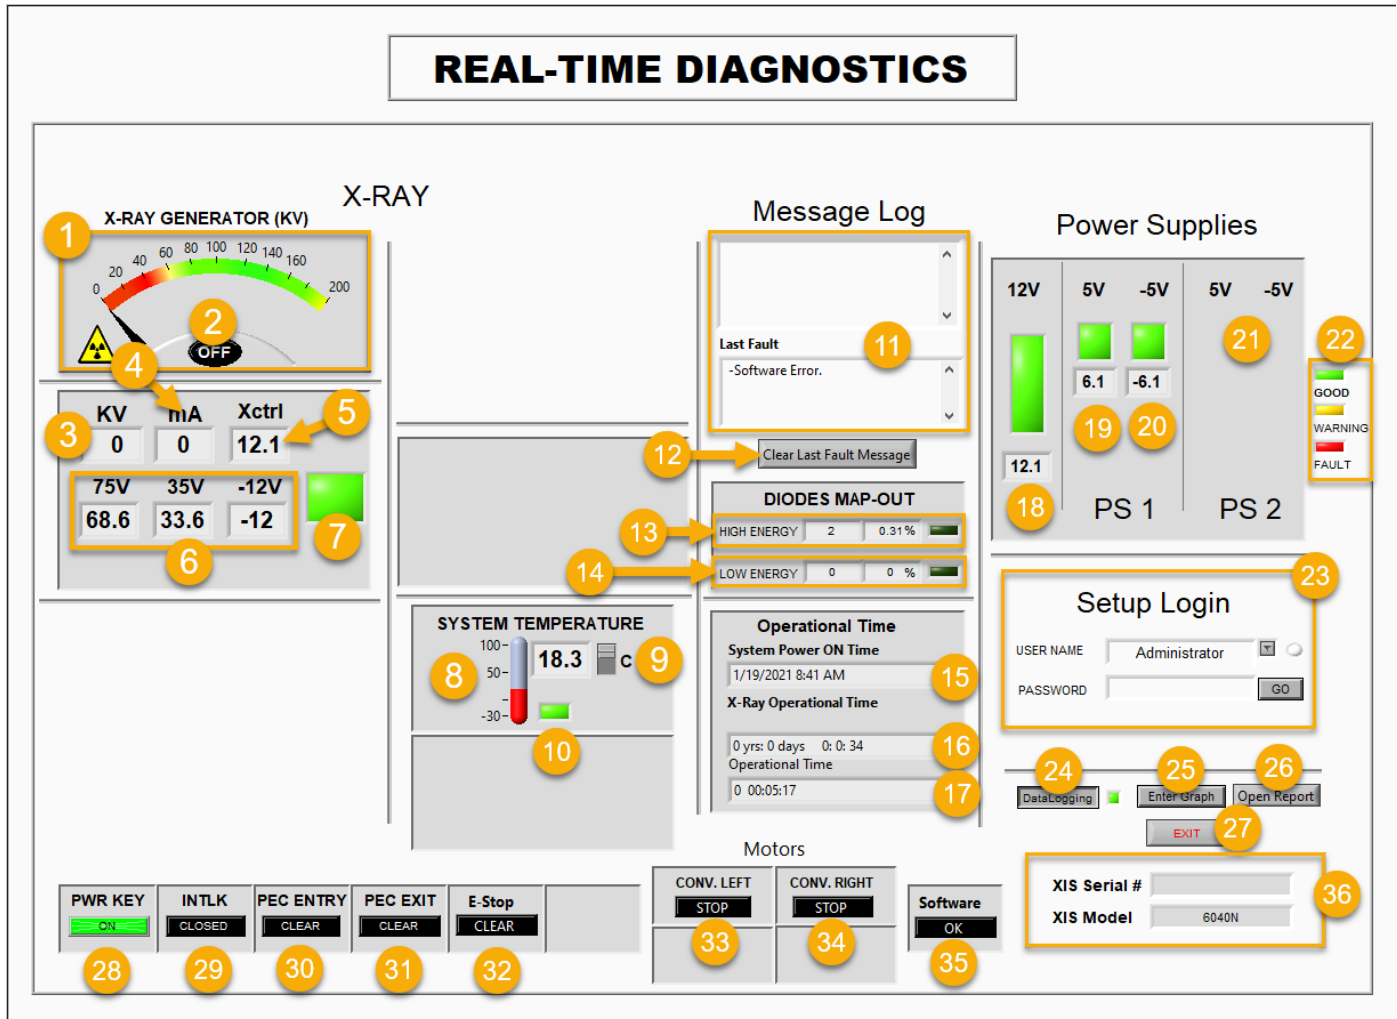 REAL-TIME DIAGNOSTICS
X-RAY
X-RAY GENERATOR (KV)
1
0 20 40 60 80 100 120 140 160 200
2
OFF
4
3
5
KV mA Xctrl
0 0 12.1
75V 35V -12V
68.6 33.6 -12
6
7
SYSTEM TEMPERATURE
8
100
50
-30
18.3
C
9
10
Message Log
11
Last Fault
-Software Error.
12
Clear Last Fault Message
DIODES MAP-OUT
13
HIGH ENERGY 2 0.31%
14
LOW ENERGY 0 0 %
Operational Time
System Power ON Time
1/19/2021 8:41 AM
15
X-Ray Operational Time
0 yrs: 0 days 0: 0: 34
16
Operational Time
0 00:05:17
17
Power Supplies
12V 5V -5V 5V -5V
21
22
6.1 -6.1
19 20
12.1
18
PS 1 PS 2
GOOD
WARNING
FAULT
23
Setup Login
USER NAME Administrator
PASSWORD GO
24 25 26
DataLogging Enter Graph Open Report
EXIT
27
XIS Serial #
XIS Model 6040N
36
PWR KEY INTLK PEC ENTRY PEC EXIT E-Stop
ON CLOSED CLEAR CLEAR CLEAR
28 29 30 31 32
Motors
CONV. LEFT CONV. RIGHT
STOP STOP
33 34
Software
OK
35